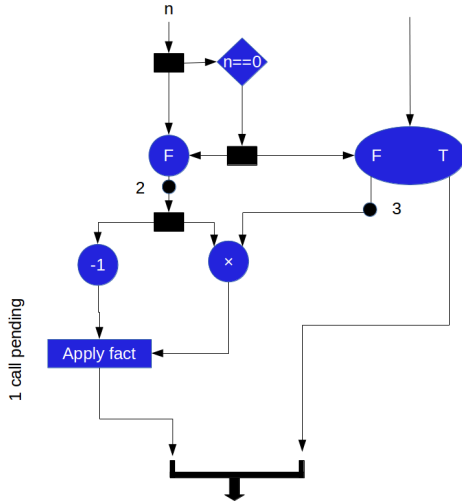 n
n==0
F
F T
2
3
-1
×
Apply fact
1 call pending